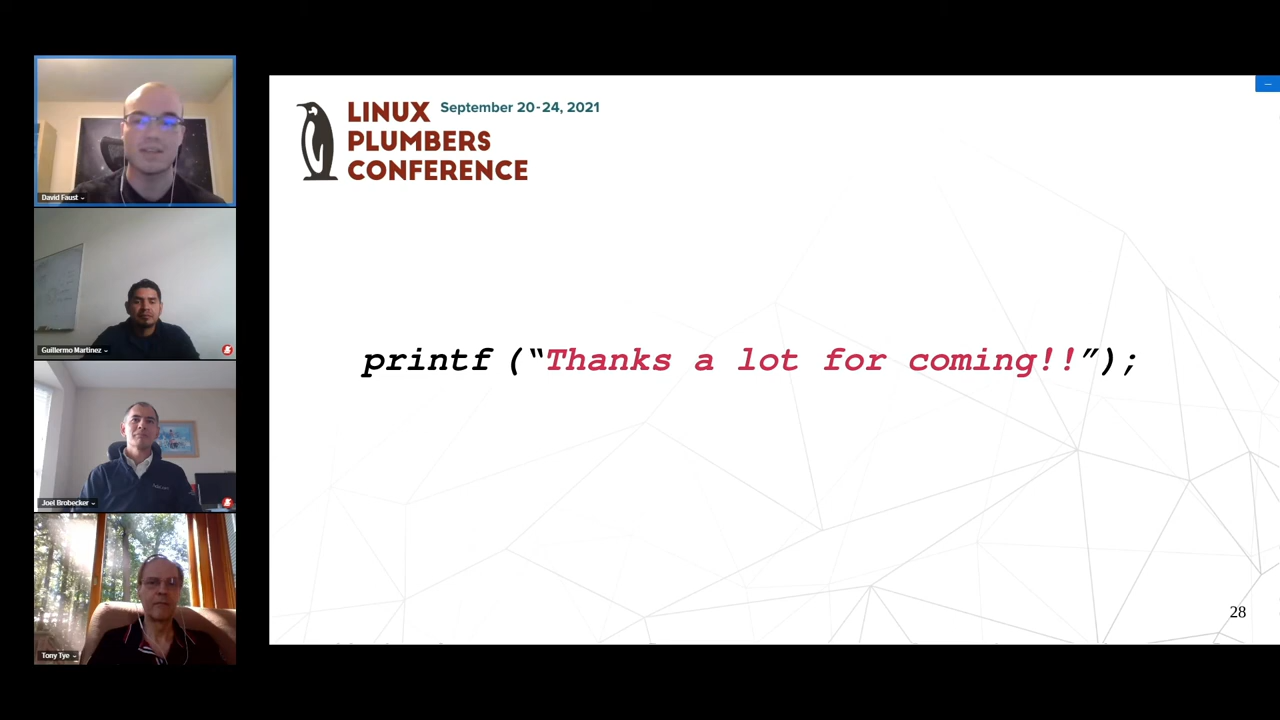 David Faust
Guillermo Martinez
Joel Brobecker
Tony Tye
LINUX September 20-24, 2021
PLUMBERS
CONFERENCE
printf (“Thanks a lot for coming!!”);
28